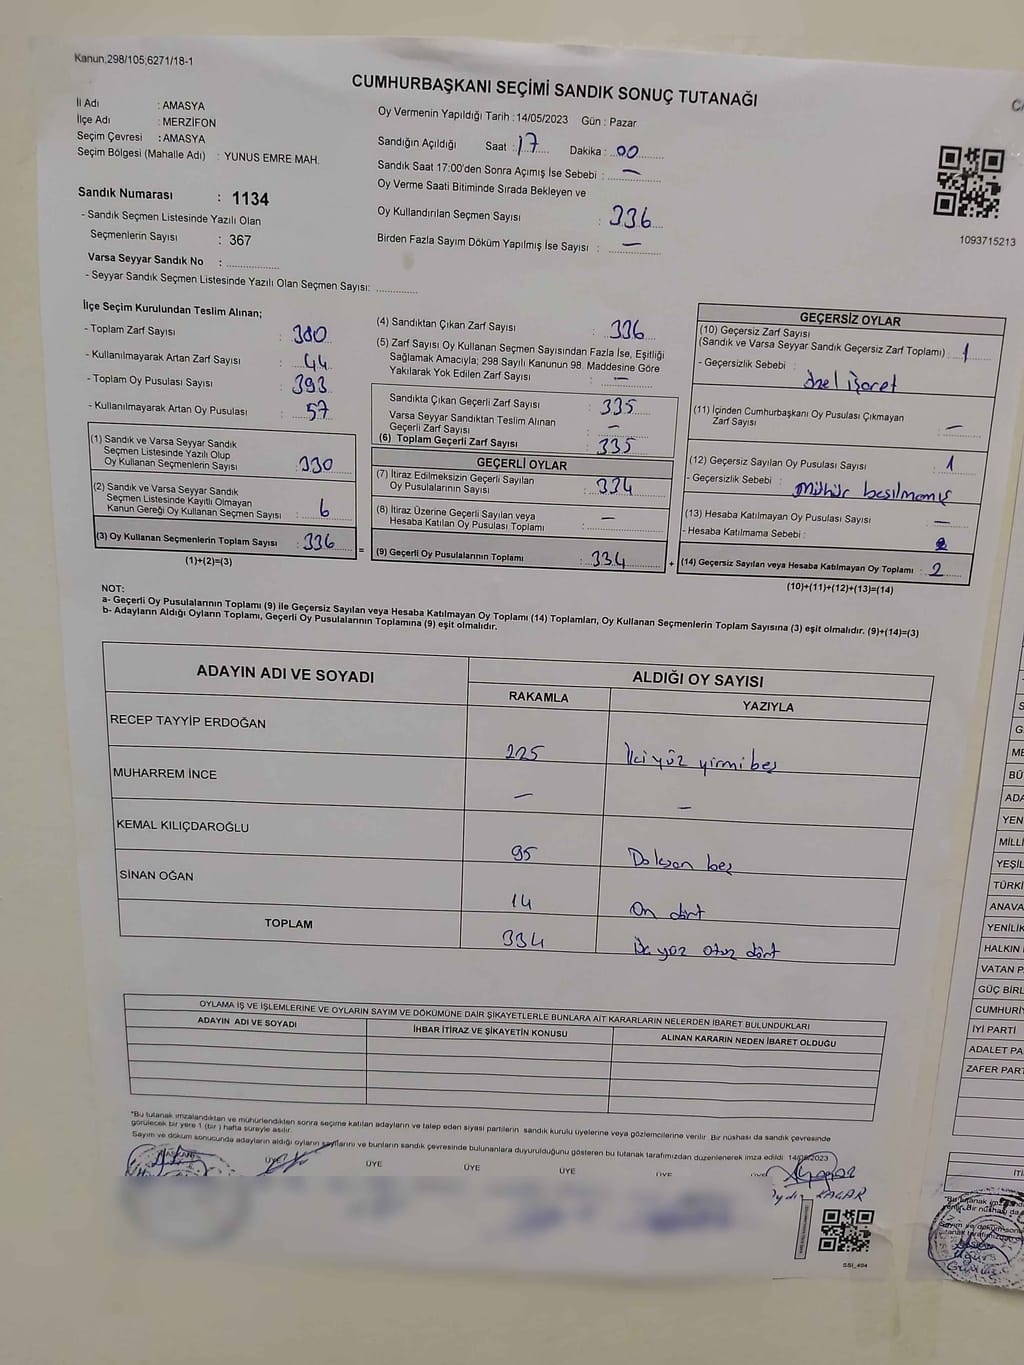 Kanun;298/105;6271/18-1
CUMHURBAŞKANI SEÇİMİ SANDIK SONUÇ TUTANAĞI
İl Adı : AMASYA
İlçe Adı : MERZİFON
Seçim Çevresi : AMASYA
Seçim Bölgesi (Mahalle Adı) : YUNUS EMRE MAH.
Sandık Numarası : 1134
- Sandık Seçmen Listesinde Yazılı Olan
Seçmenlerin Sayısı : 367
Varsa Seyyar Sandık No :
- Seyyar Sandık Seçmen Listesinde Yazılı Olan Seçmen Sayısı:
Oy Vermenin Yapıldığı Tarih :14/05/2023 Gün : Pazar
Sandığın Açıldığı Saat : 17 Dakika : 00
Sandık Saat 17:00'den Sonra Açımış İse Sebebi : —
Oy Verme Saati Bitiminde Sırada Bekleyen ve
Oy Kullandırılan Seçmen Sayısı : 336
Birden Fazla Sayım Döküm Yapılmış İse Sayısı : —
1093715213
İlçe Seçim Kurulundan Teslim Alınan;
- Toplam Zarf Sayısı : 380
- Kullanılmayarak Artan Zarf Sayısı : 44
- Toplam Oy Pusulası Sayısı : 393
- Kullanılmayarak Artan Oy Pusulası : 57
(1) Sandık ve Varsa Seyyar Sandık
Seçmen Listesinde Yazılı Olup
Oy Kullanan Seçmenlerin Sayısı : 330
(2) Sandık ve Varsa Seyyar Sandık
Seçmen Listesinde Kayıtlı Olmayan
Kanun Gereği Oy Kullanan Seçmen Sayısı : 6
(3) Oy Kullanan Seçmenlerin Toplam Sayısı : 336
(1)+(2)=(3)
(4) Sandıktan Çıkan Zarf Sayısı : 336
(5) Zarf Sayısı Oy Kullanan Seçmen Sayısından Fazla İse, Eşitliği
Sağlamak Amacıyla; 298 Sayılı Kanunun 98. Maddesine Göre
Yakılarak Yok Edilen Zarf Sayısı : —
Sandıkta Çıkan Geçerli Zarf Sayısı : 335
Varsa Seyyar Sandıktan Teslim Alınan
Geçerli Zarf Sayısı : —
(6) Toplam Geçerli Zarf Sayısı : 335
GEÇERLİ OYLAR
(7) İtiraz Edilmeksizin Geçerli Sayılan
Oy Pusulalarının Sayısı : 334
(8) İtiraz Üzerine Geçerli Sayılan veya
Hesaba Katılan Oy Pusulası Toplamı : —
= (9) Geçerli Oy Pusulalarının Toplamı : 334 +
GEÇERSİZ OYLAR
(10) Geçersiz Zarf Sayısı
(Sandık ve Varsa Seyyar Sandık Geçersiz Zarf Toplamı) : 1
- Geçersizlik Sebebi : özel işaret
(11) İçinden Cumhurbaşkanı Oy Pusulası Çıkmayan
Zarf Sayısı : —
(12) Geçersiz Sayılan Oy Pusulası Sayısı : 1
- Geçersizlik Sebebi : mühür basılmamış
(13) Hesaba Katılmayan Oy Pusulası Sayısı : —
- Hesaba Katılmama Sebebi :
(14) Geçersiz Sayılan veya Hesaba Katılmayan Oy Toplamı : 2
(10)+(11)+(12)+(13)=(14)
NOT:
a- Geçerli Oy Pusulalarının Toplamı (9) ile Geçersiz Sayılan veya Hesaba Katılmayan Oy Toplamı (14) Toplamları, Oy Kullanan Seçmenlerin Toplam Sayısına (3) eşit olmalıdır. (9)+(14)=(3)
b- Adayların Aldığı Oyların Toplamı, Geçerli Oy Pusulalarının Toplamına (9) eşit olmalıdır.
ADAYIN ADI VE SOYADI ALDIĞI OY SAYISI
RAKAMLA YAZIYLA
RECEP TAYYİP ERDOĞAN 225 İki yüz yirmi beş
MUHARREM İNCE — —
KEMAL KILIÇDAROĞLU 95 Doksan beş
SİNAN OĞAN 14 On dört
TOPLAM 334 Üç yüz otuz dört
OYLAMA İŞ VE İŞLEMLERİNE VE OYLARIN SAYIM VE DÖKÜMÜNE DAİR ŞİKAYETLERLE BUNLARA AİT KARARLARIN NELERDEN İBARET BULUNDUKLARI
ADAYIN ADI VE SOYADI İHBAR İTİRAZ VE ŞİKAYETİN KONUSU ALINAN KARARIN NEDEN İBARET OLDUĞU
*Bu tutanak imzalandıktan ve mühürlendikten sonra seçime katılan adayların ve talep eden siyasi partilerin sandık kurulu üyelerine veya gözlemcilerine verilir. Bir nüshası da sandık çevresinde
görülecek bir yere 1 (bir) hafta süreyle asılır.
Sayım ve döküm sonucunda adayların aldığı oyların sayılarını ve bunların sandık çevresinde bulunanlara duyurulduğunu gösteren bu tutanak tarafımızdan düzenlenerek imza edildi. 14/05/2023
BAŞKAN ÜYE ÜYE ÜYE ÜYE ÜYE ÜYE
Aydın KAÇAR
SSI_404
YEN
MİLLİ
YEŞİL
TÜRKİ
ANAVA
YENİLİK
HALKIN
VATAN P
GÜÇ BİRL
CUMHURİY
İYİ PARTİ
ADALET PA
ZAFER PART